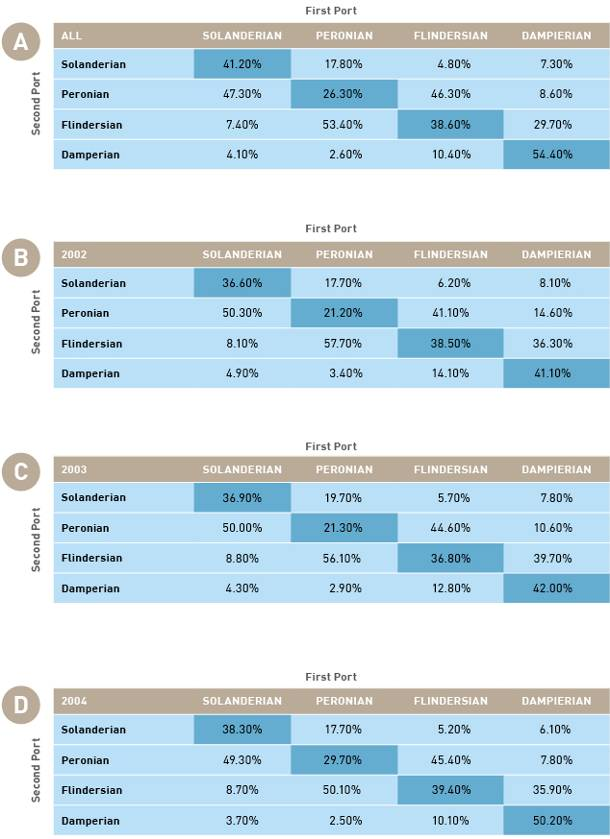 First Port
A
ALL SOLANDERIAN PERONIAN FLINDERSIAN DAMPIERIAN
Second Port
Solanderian 41.20% 17.80% 4.80% 7.30%
Peronian 47.30% 26.30% 46.30% 8.60%
Flindersian 7.40% 53.40% 38.60% 29.70%
Damperian 4.10% 2.60% 10.40% 54.40%
First Port
B
2002 SOLANDERIAN PERONIAN FLINDERSIAN DAMPIERIAN
Second Port
Solanderian 36.60% 17.70% 6.20% 8.10%
Peronian 50.30% 21.20% 41.10% 14.60%
Flindersian 8.10% 57.70% 38.50% 36.30%
Damperian 4.90% 3.40% 14.10% 41.10%
First Port
C
2003 SOLANDERIAN PERONIAN FLINDERSIAN DAMPIERIAN
Second Port
Solanderian 36.90% 19.70% 5.70% 7.80%
Peronian 50.00% 21.30% 44.60% 10.60%
Flindersian 8.80% 56.10% 36.80% 39.70%
Damperian 4.30% 2.90% 12.80% 42.00%
First Port
D
2004 SOLANDERIAN PERONIAN FLINDERSIAN DAMPIERIAN
Second Port
Solanderian 38.30% 17.70% 5.20% 6.10%
Peronian 49.30% 29.70% 45.40% 7.80%
Flindersian 8.70% 50.10% 39.40% 35.90%
Damperian 3.70% 2.50% 10.10% 50.20%